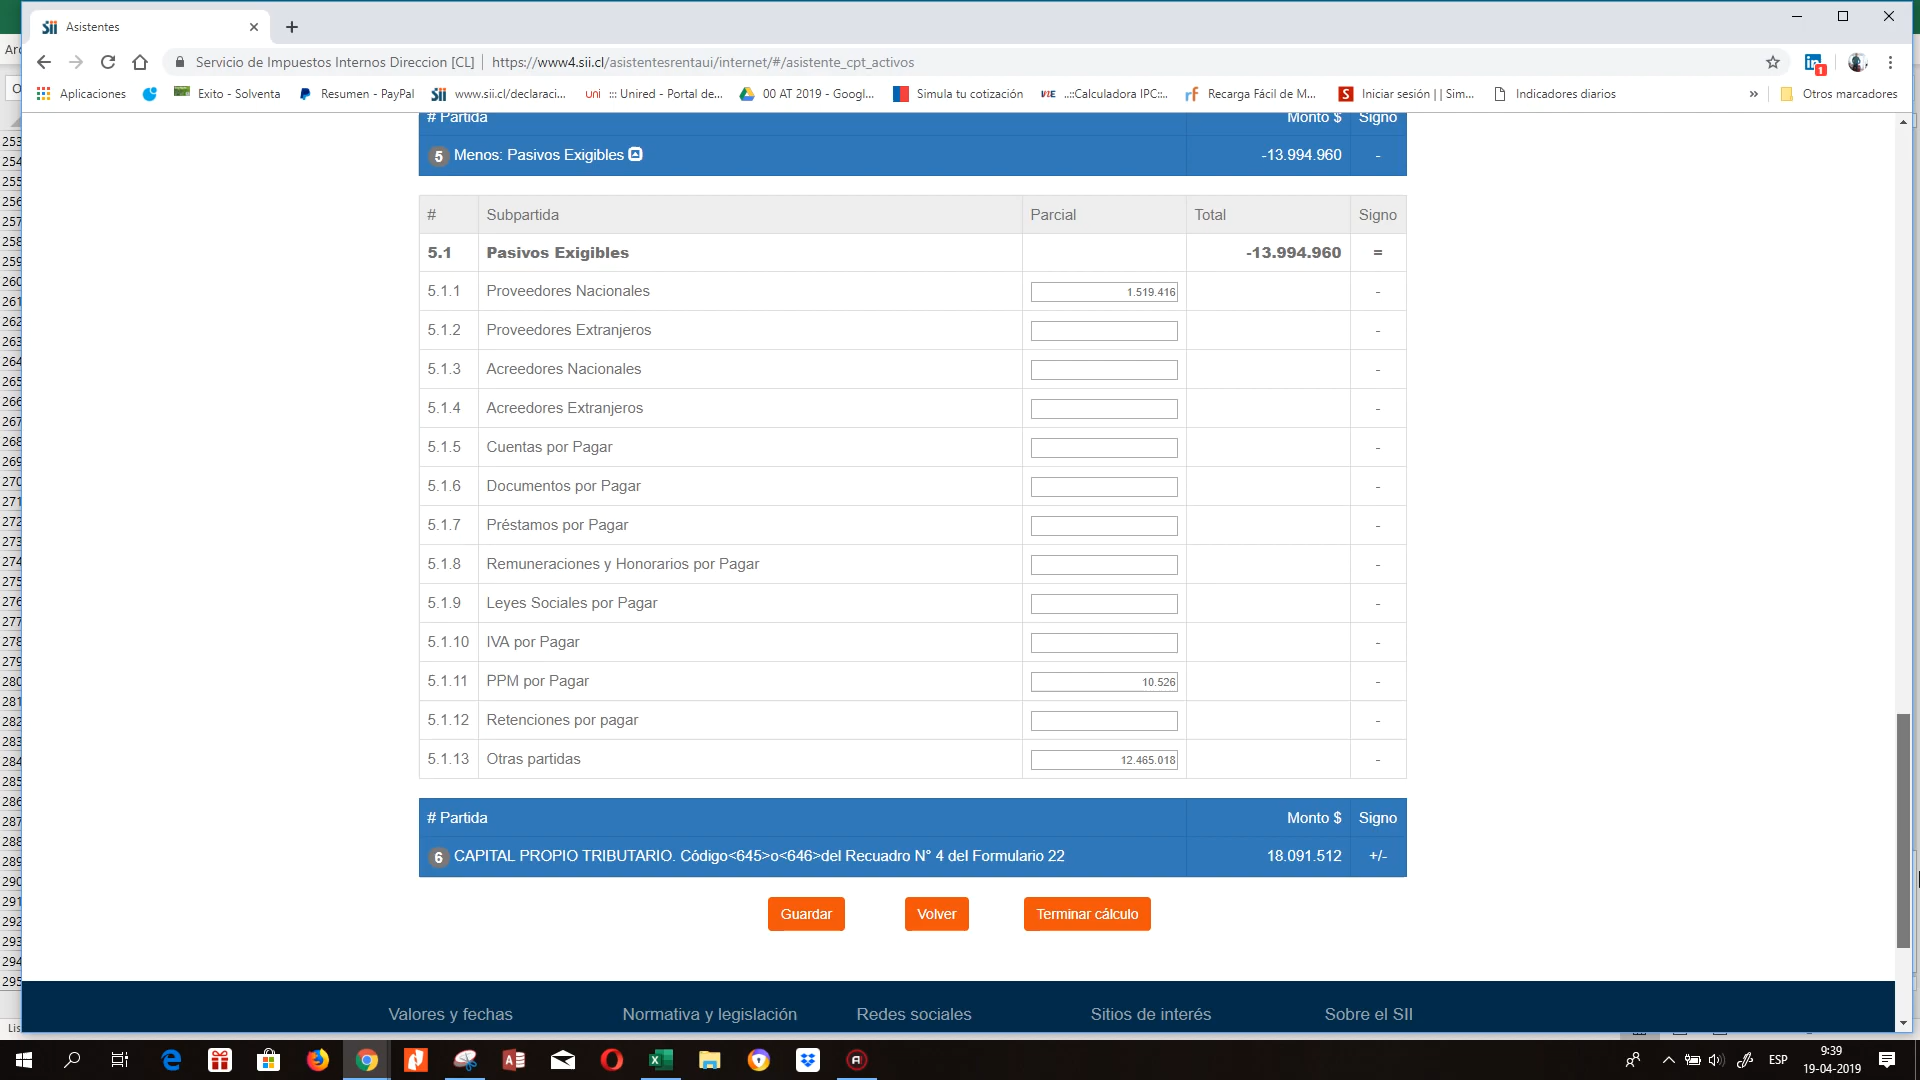 Asistentes
Servicio de Impuestos Internos Direccion [CL] | https://www4.sii.cl/asistentesrentaui/internet/#/asistente_cpt_activos
Aplicaciones
Exito - Solventa
Resumen - PayPal
www.sii.cl/declaraci...
::: Unired - Portal de...
00 AT 2019 - Googl...
Simula tu cotización
..::Calculadora IPC::..
Recarga Fácil de M...
Iniciar sesión | | Sim...
Indicadores diarios
»
Otros marcadores
# Partida Monto $ Signo
5 Menos: Pasivos Exigibles -13.994.960 -
# Subpartida Parcial Total Signo
5.1 Pasivos Exigibles -13.994.960 =
5.1.1 Proveedores Nacionales 1.519.416 -
5.1.2 Proveedores Extranjeros -
5.1.3 Acreedores Nacionales -
5.1.4 Acreedores Extranjeros -
5.1.5 Cuentas por Pagar -
5.1.6 Documentos por Pagar -
5.1.7 Préstamos por Pagar -
5.1.8 Remuneraciones y Honorarios por Pagar -
5.1.9 Leyes Sociales por Pagar -
5.1.10 IVA por Pagar -
5.1.11 PPM por Pagar 10.526 -
5.1.12 Retenciones por pagar -
5.1.13 Otras partidas 12.465.018 -
# Partida Monto $ Signo
6 CAPITAL PROPIO TRIBUTARIO. Código<645>o<646>del Recuadro N° 4 del Formulario 22 18.091.512 +/-
Guardar Volver Terminar cálculo
Valores y fechas Normativa y legislación Redes sociales Sitios de interés Sobre el SII
ESP
9:39
19-04-2019